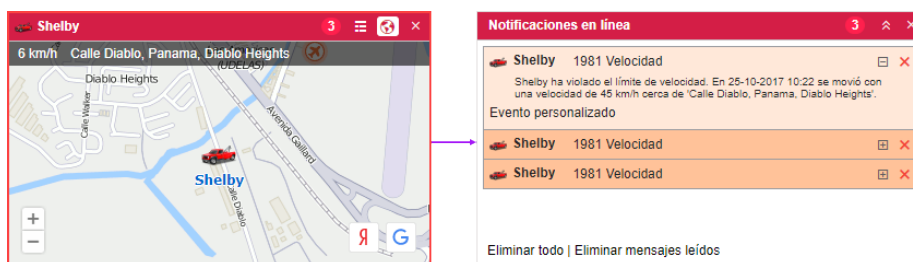 Shelby
3
6 km/h Calle Diablo, Panama, Diablo Heights
(UDELAS)
Diablo Heights
Calle Walker
Avenida Gaillard
Shelby
Calle Diablo
+
−
Я
G
Notificaciones en línea
3
Shelby 1981 Velocidad
Shelby ha violado el límite de velocidad. En 25-10-2017 10:22 se movió con
una velocidad de 45 km/h cerca de 'Calle Diablo, Panama, Diablo Heights'.
Evento personalizado
Shelby 1981 Velocidad
Shelby 1981 Velocidad
Eliminar todo | Eliminar mensajes leídos